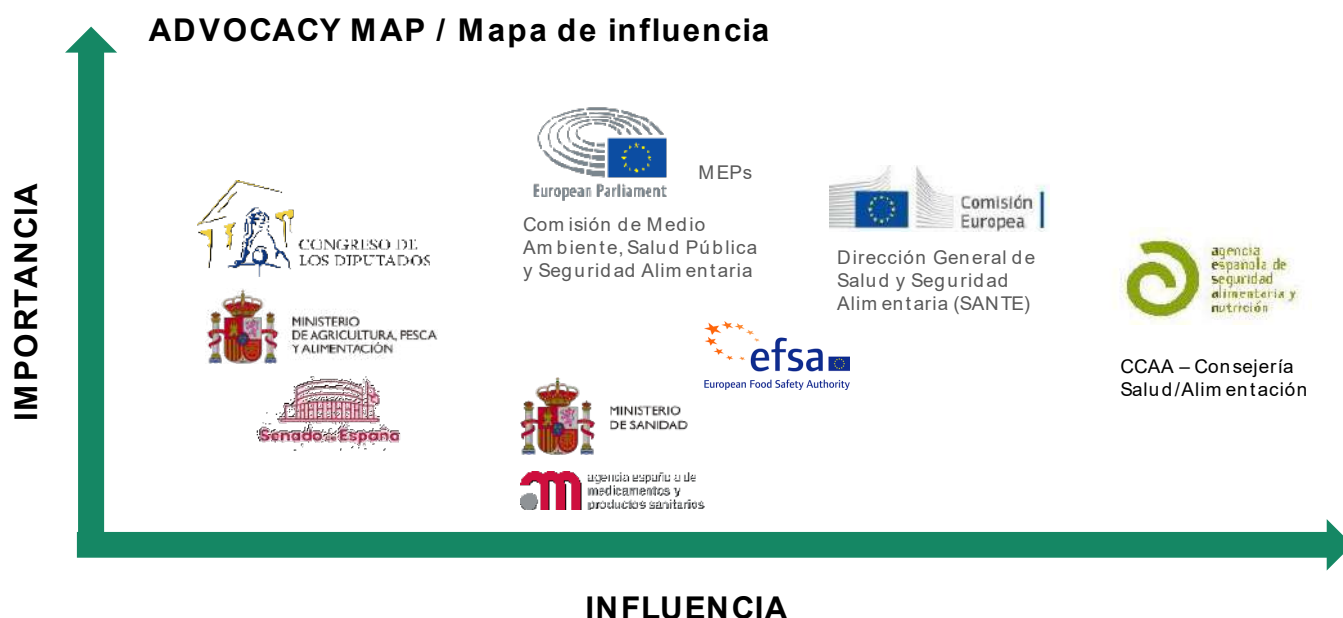 ADVOCACY MAP / Mapa de influencia
IMPORTANCIA
CONGRESO DE
LOS DIPUTADOS
MINISTERIO
DE AGRICULTURA, PESCA
Y ALIMENTACIÓN
Senado de España
European Parliament
MEPs
Comisión de Medio
Ambiente, Salud Pública
y Seguridad Alimentaria
Comisión
Europea
Dirección General de
Salud y Seguridad
Alimentaria (SANTE)
efsa
European Food Safety Authority
MINISTERIO
DE SANIDAD
agencia española de
medicamentos y
productos sanitarios
agencia
española de
seguridad
alimentaria y
nutrición
CCAA – Consejería
Salud/Alimentación
INFLUENCIA